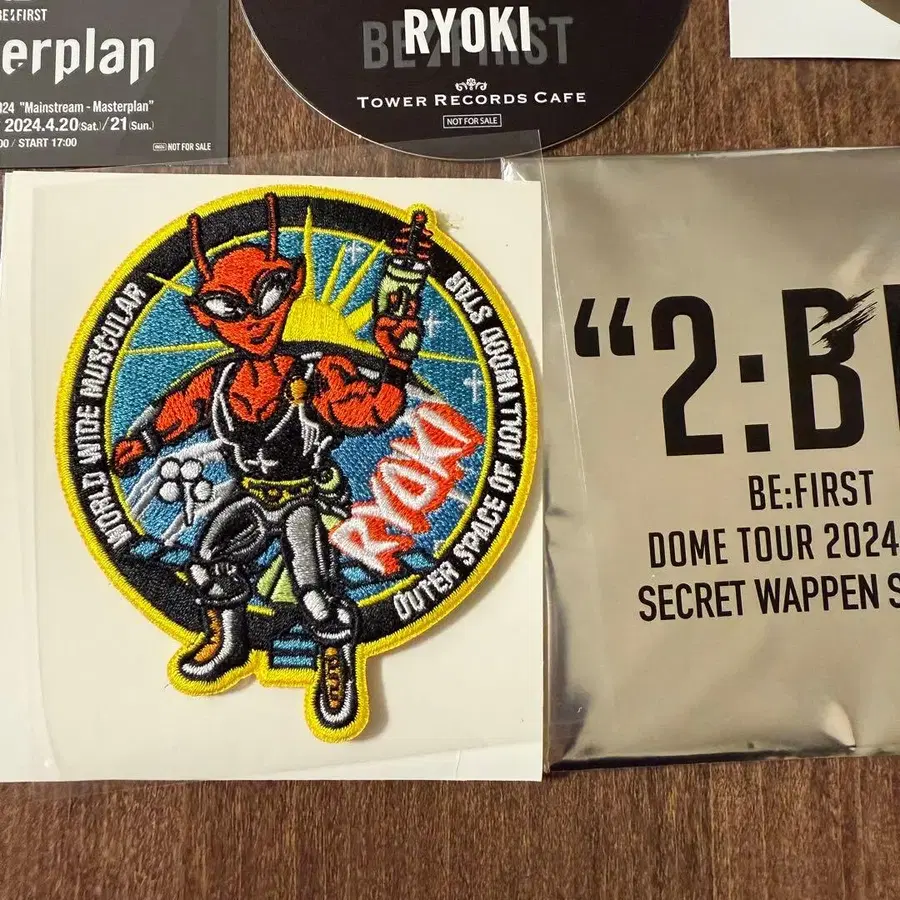 BE:FIRST
erplan
24 "Mainstream - Masterplan"
2024.4.20(Sat.)/21(Sun.)
00 / START 17:00
NOT FOR SALE
BE:FIRST
RYOKI
TOWER RECORDS CAFE
NOT FOR SALE
WORLD WIDE MUSCULAR
OUTER SPACE OF HOLLYWOOD STAR
RYOKI
"2:B
BE:FIRST
DOME TOUR 2024
SECRET WAPPEN S